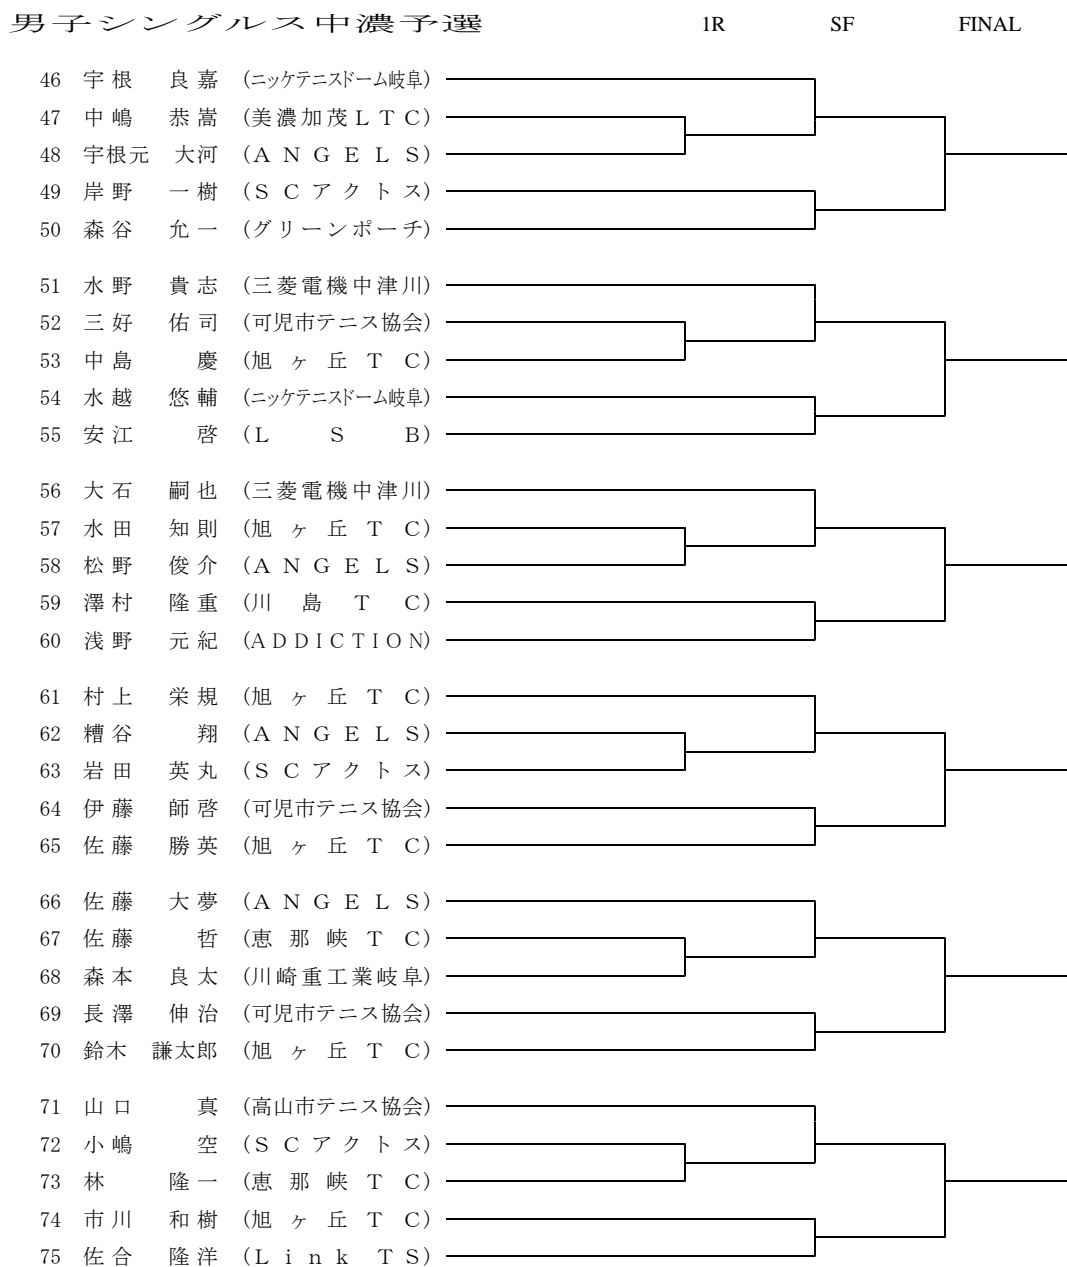 男子シングルス中濃予選 1R SF FINAL
46 宇根 良嘉 (ニッケテニスドーム岐阜)
47 中嶋 恭嵩 (美濃加茂LTC)
48 宇根元 大河 (ANGELS)
49 岸野 一樹 (SCアクトス)
50 森谷 允一 (グリーンポーチ)
51 水野 貴志 (三菱電機中津川)
52 三好 佑司 (可児市テニス協会)
53 中島 慶 (旭ヶ丘TC)
54 水越 悠輔 (ニッケテニスドーム岐阜)
55 安江 啓 (LSB)
56 大石 嗣也 (三菱電機中津川)
57 水田 知則 (旭ヶ丘TC)
58 松野 俊介 (ANGELS)
59 澤村 隆重 (川島TC)
60 浅野 元紀 (ADDICTION)
61 村上 栄規 (旭ヶ丘TC)
62 糟谷 翔 (ANGELS)
63 岩田 英丸 (SCアクトス)
64 伊藤 師啓 (可児市テニス協会)
65 佐藤 勝英 (旭ヶ丘TC)
66 佐藤 大夢 (ANGELS)
67 佐藤 哲 (恵那峡TC)
68 森本 良太 (川崎重工業岐阜)
69 長澤 伸治 (可児市テニス協会)
70 鈴木 謙太郎 (旭ヶ丘TC)
71 山口 真 (高山市テニス協会)
72 小嶋 空 (SCアクトス)
73 林 隆一 (恵那峡TC)
74 市川 和樹 (旭ヶ丘TC)
75 佐合 隆洋 (Link TS)